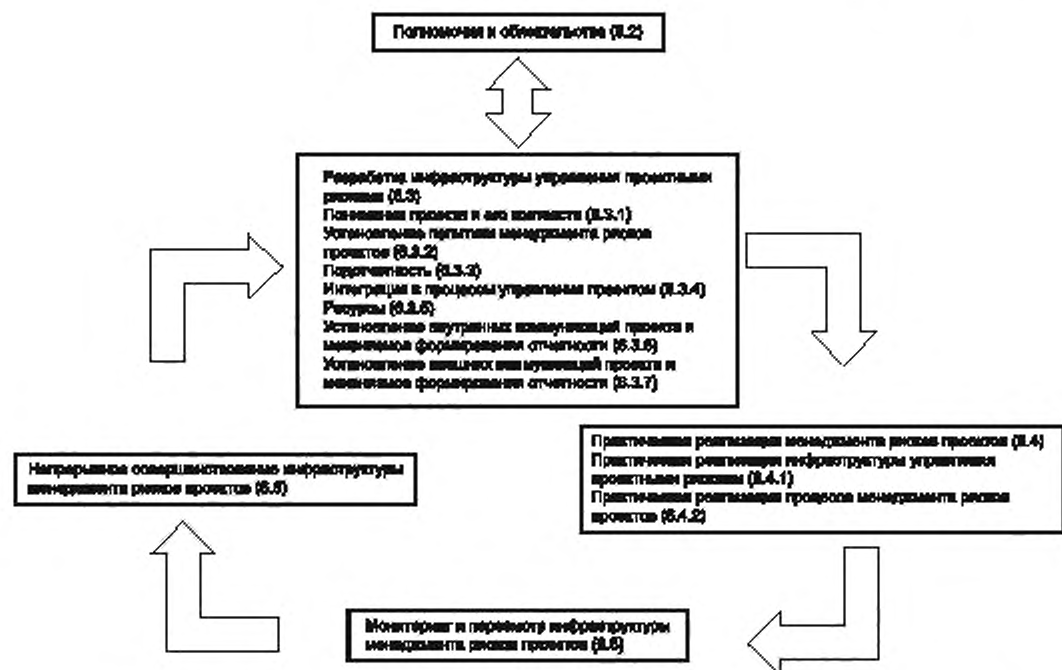 Полномочия и обязательства (6.2)
Разработка инфраструктуры управления проектными
рисками (6.3)
Понимание проекта и его контекста (6.3.1)
Установление политики менеджмента рисков
проектов (6.3.2)
Подотчетность (6.3.3)
Интеграция в процессы управления проектом (6.3.4)
Ресурсы (6.3.5)
Установление внутренних коммуникаций проекта и
механизмов формирования отчетности (6.3.6)
Установление внешних коммуникаций проекта и
механизмов формирования отчетности (6.3.7)
Практическая реализация менеджмента рисков проектов (6.4)
Практическая реализация инфраструктуры управления
проектными рисками (6.4.1)
Практическая реализация процесса менеджмента рисков
проектов (6.4.2)
Непрерывное совершенствование инфраструктуры
менеджмента рисков проектов (6.6)
Мониторинг и пересмотр инфраструктуры
менеджмента рисков проектов (6.5)